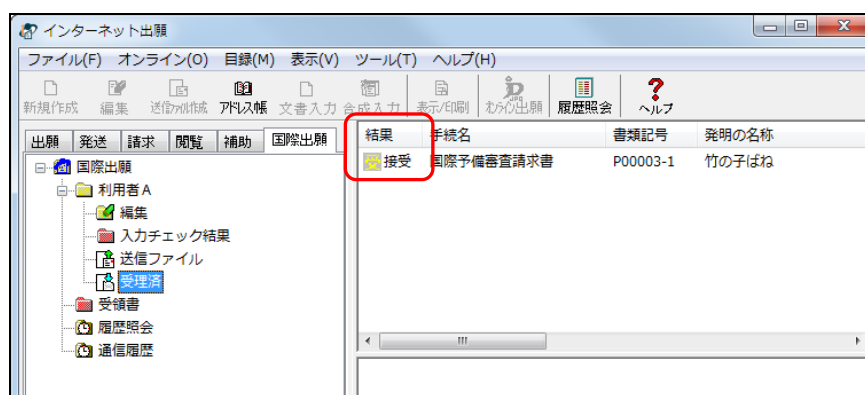 インターネット出願
ファイル(F) オンライン(O) 目録(M) 表示(V) ツール(T) ヘルプ(H)
新規作成 編集 送信ファイル作成 アドレス帳 文書入力 合成入力 表示/印刷 むらさき出願 履歴照会 ヘルプ
出願 発送 請求 閲覧 補助 国際出願
結果 手続名 書類記号 発明の名称
接受 国際予備審査請求書 P00003-1 竹の子ばね
国際出願
利用者A
編集
入力チェック結果
送信ファイル
受理済
受領書
履歴照会
通信履歴